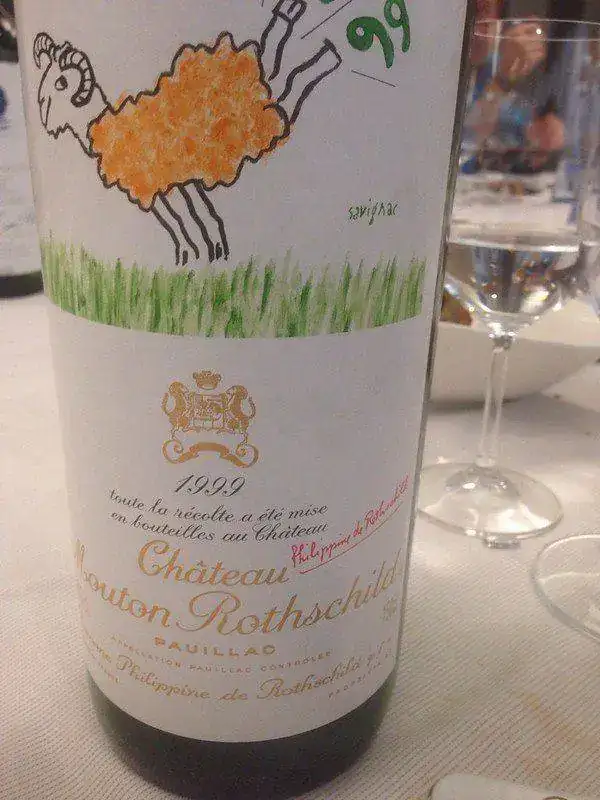 99
savignac
1999
toute la récolte a été mise
en bouteilles au Château
Philippine de Rothschild
Château
Mouton Rothschild
PAUILLAC
APPELLATION PAUILLAC CONTROLÉE
Philippine de Rothschild g.f.a.